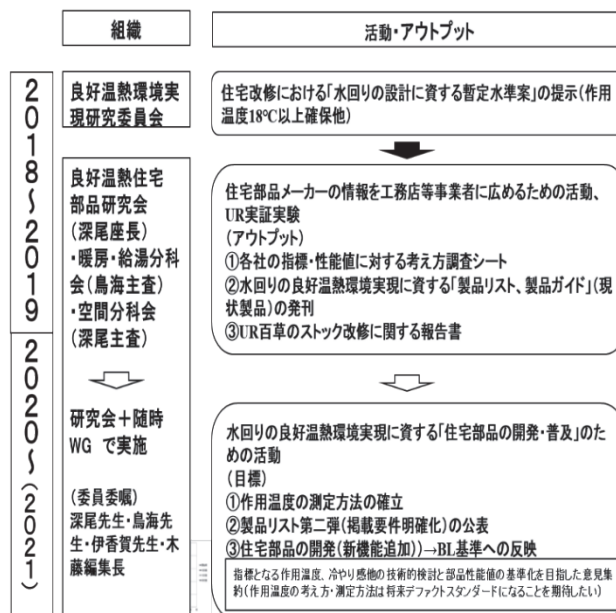 組織
活動・アウトプット
2018〜2019
良好温熱環境実
現研究委員会
住宅改修における「水回りの設計に資する暫定水準案」の提示(作用
温度18℃以上確保他)
良好温熱住宅
部品研究会
(深尾座長)
・暖房・給湯分科
会(鳥海主査)
・空間分科会
(深尾主査)
住宅部品メーカーの情報を工務店等事業者に広めるための活動、
UR実証実験
(アウトプット)
①各社の指標・性能値に対する考え方調査シート
②水回りの良好温熱環境実現に資する「製品リスト、製品ガイド」(現
状製品)の発刊
③UR百草のストック改修に関する報告書
2020〜(2021)
研究会+随時
WG で実施
(委員委嘱)
深尾先生・鳥海先
生・伊香賀先生・木
藤編集長
水回りの良好温熱環境実現に資する「住宅部品の開発・普及」のた
めの活動
(目標)
①作用温度の測定方法の確立
②製品リスト第二弾(掲載要件明確化)の公表
③住宅部品の開発(新機能追加))→BL基準への反映
指標となる作用温度、冷やり感他の技術的検討と部品性能値の基準化を目指した意見集
約(作用温度の考え方・測定方法は将来デファクトスタンダードになることを期待したい)